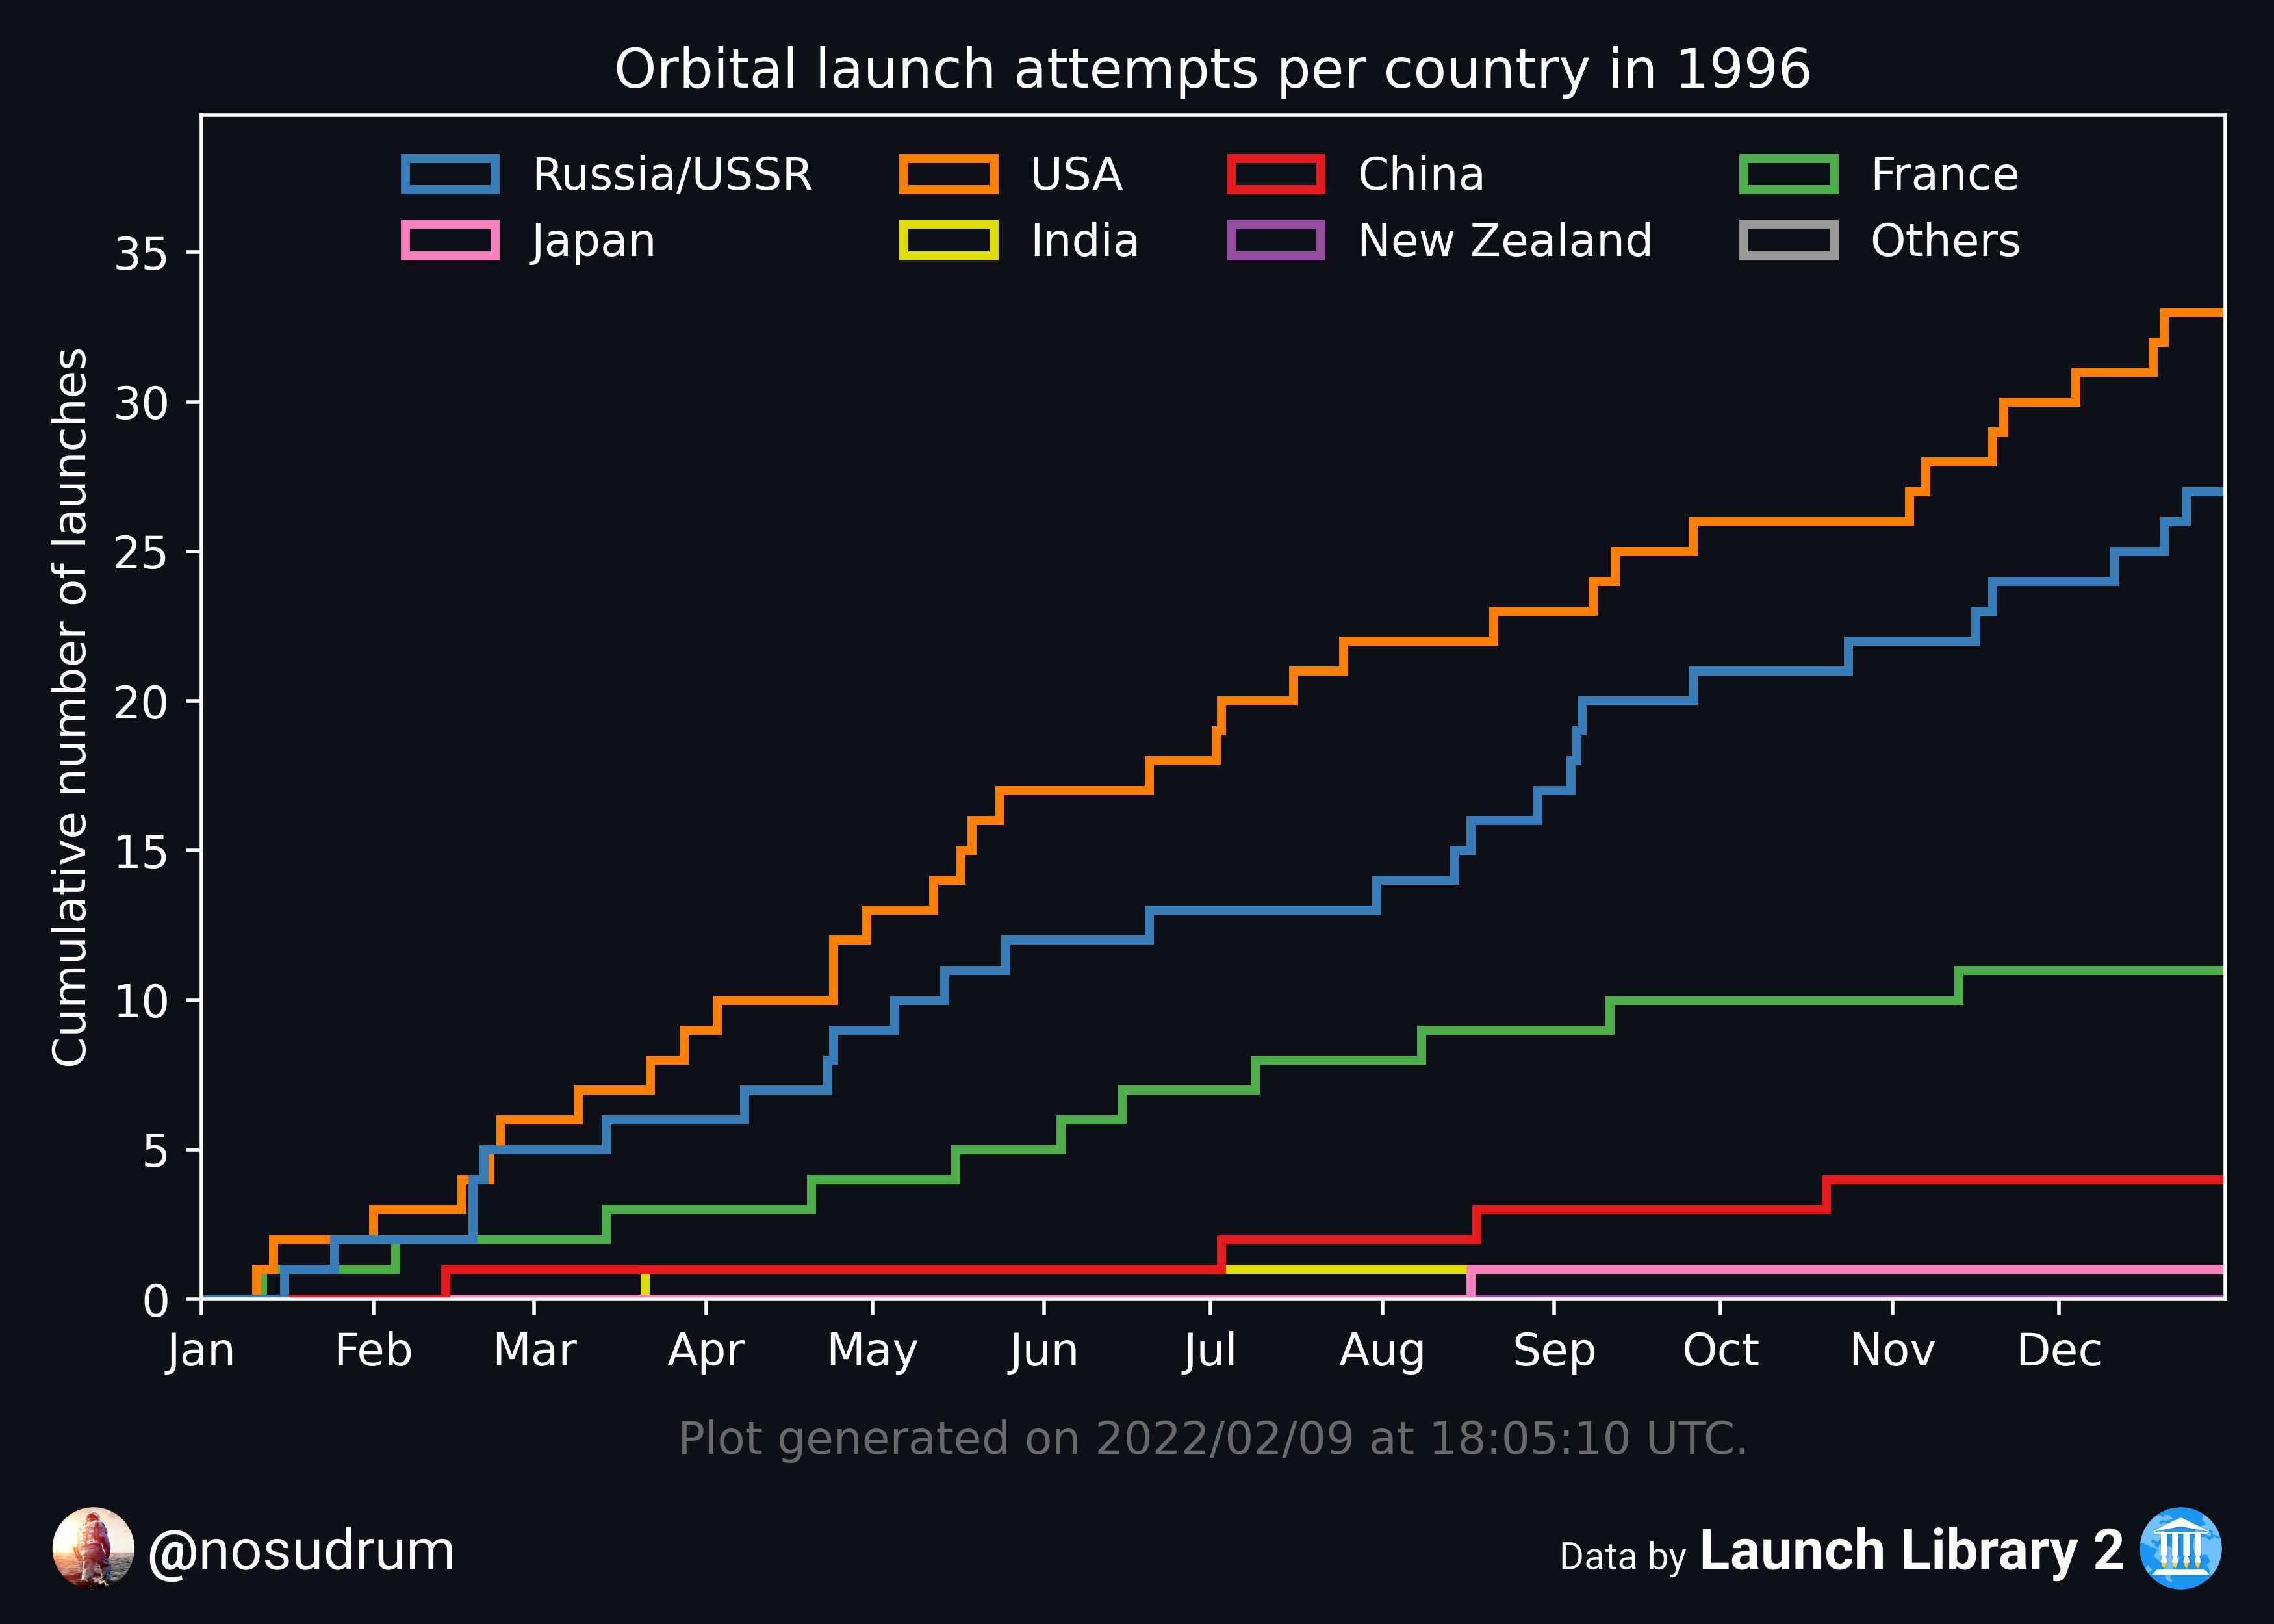 Orbital launch attempts per country in 1996
Russia/USSR USA China France
Japan India New Zealand Others
Cumulative number of launches
35
30
25
20
15
10
5
0
Jan Feb Mar Apr May Jun Jul Aug Sep Oct Nov Dec
Plot generated on 2022/02/09 at 18:05:10 UTC.
@nosudrum Data by Launch Library 2